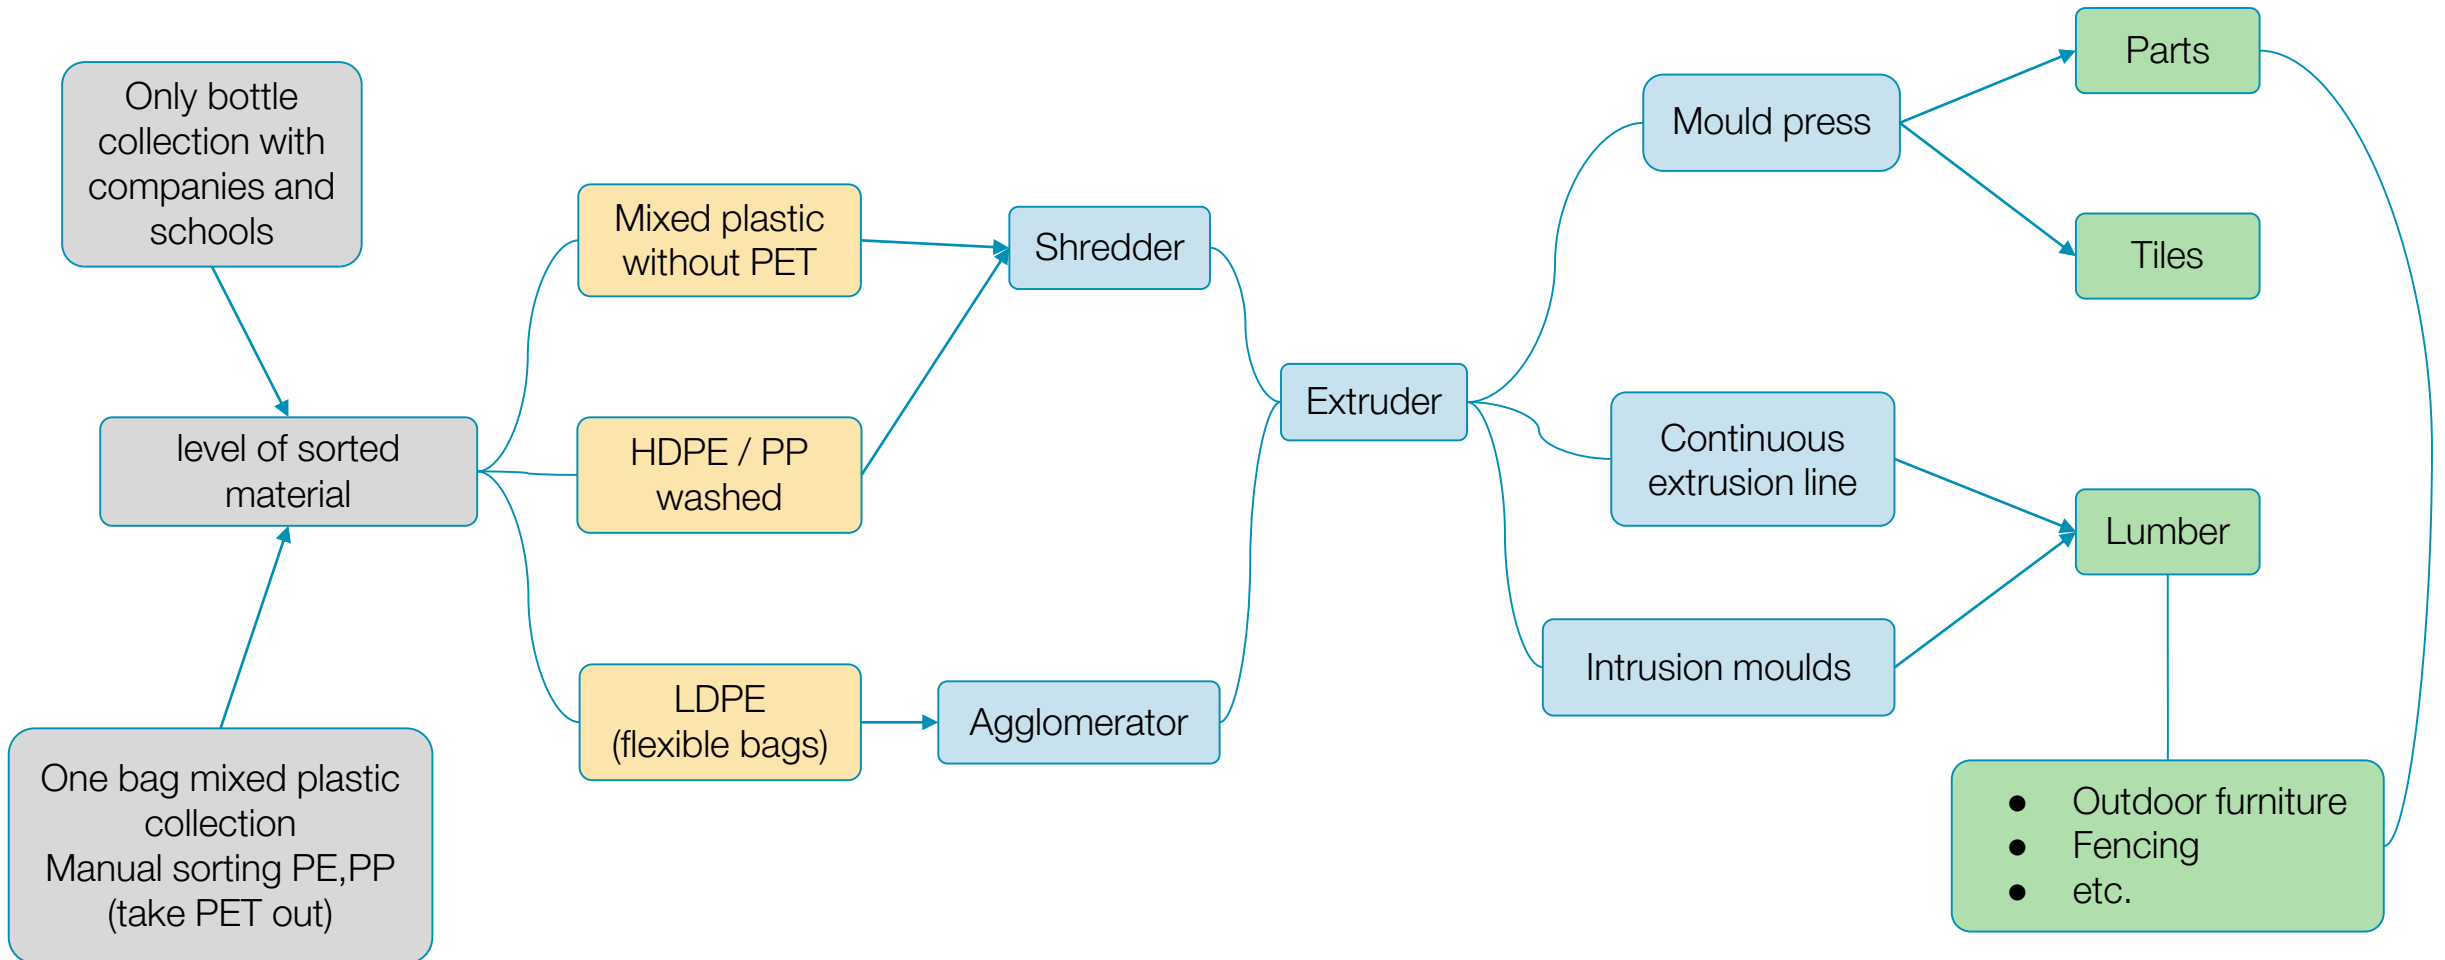 Only bottle
collection with
companies and
schools
level of sorted
material
One bag mixed plastic
collection
Manual sorting PE,PP
(take PET out)
Mixed plastic
without PET
HDPE / PP
washed
LDPE
(flexible bags)
Shredder
Agglomerator
Extruder
Mould press
Continuous
extrusion line
Intrusion moulds
Parts
Tiles
Lumber
● Outdoor furniture
● Fencing
● etc.